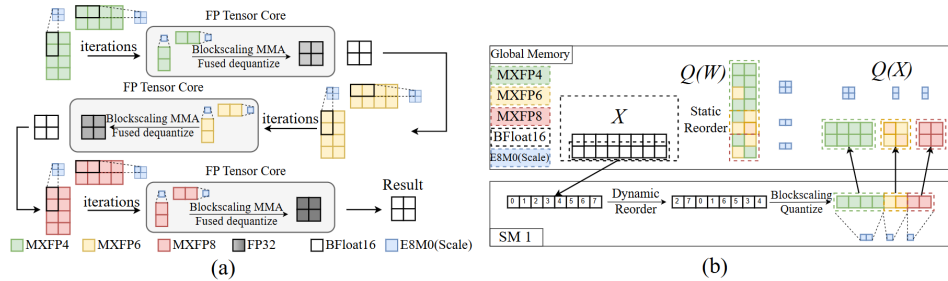 FP Tensor Core
iterations
Blockscaling MMA
Fused dequantize
FP Tensor Core
Blockscaling MMA
Fused dequantize
iterations
FP Tensor Core
iterations
Blockscaling MMA
Fused dequantize
Result
MXFP4 MXFP6 MXFP8 FP32 BFloat16 E8M0(Scale)
(a)
Global Memory
MXFP4
MXFP6
MXFP8
BFloat16
E8M0(Scale)
X
Q(W)
Static
Reorder
Q(X)
0 1 2 3 4 5 6 7
Dynamic
Reorder
2 7 0 1 6 5 3 4
Blockscaling
Quantize
SM 1
(b)